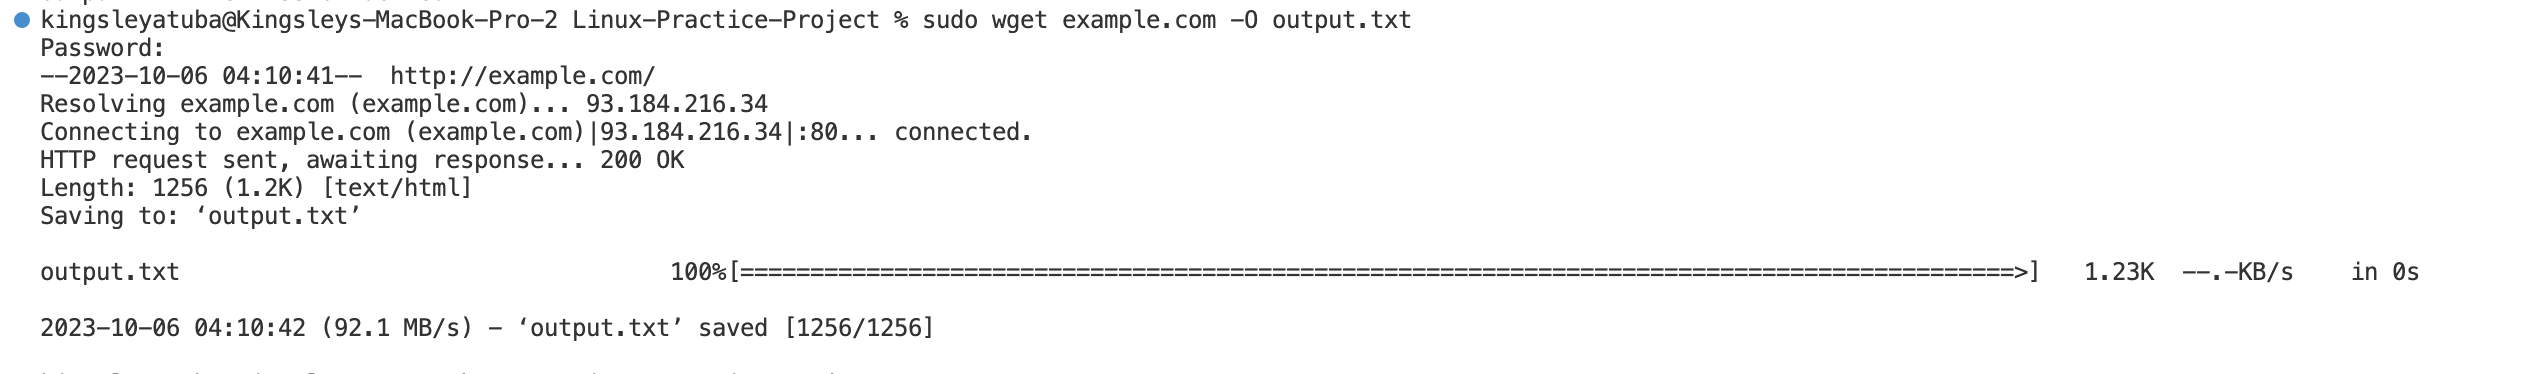 kingsleyatuba@Kingsleys-MacBook-Pro-2 Linux-Practice-Project % sudo wget example.com -O output.txt
Password:
--2023-10-06 04:10:41--  http://example.com/
Resolving example.com (example.com)... 93.184.216.34
Connecting to example.com (example.com)|93.184.216.34|:80... connected.
HTTP request sent, awaiting response... 200 OK
Length: 1256 (1.2K) [text/html]
Saving to: ‘output.txt’
output.txt 100%[===========================================================================================>] 1.23K --.-KB/s in 0s
2023-10-06 04:10:42 (92.1 MB/s) - ‘output.txt’ saved [1256/1256]